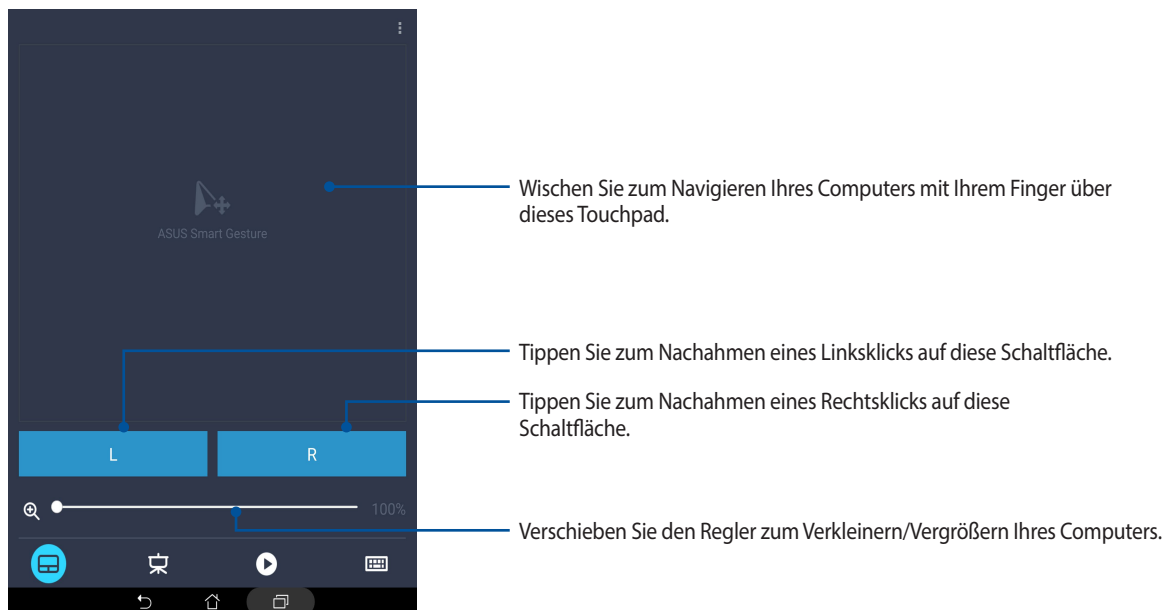 ASUS Smart Gesture
Wischen Sie zum Navigieren Ihres Computers mit Ihrem Finger über
dieses Touchpad.
Tippen Sie zum Nachahmen eines Linksklicks auf diese Schaltfläche.
Tippen Sie zum Nachahmen eines Rechtsklicks auf diese
Schaltfläche.
L
R
100%
Verschieben Sie den Regler zum Verkleinern/Vergrößern Ihres Computers.